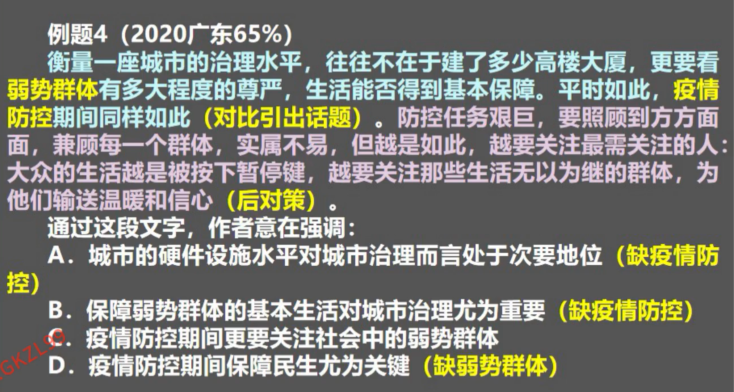 例题4（2020广东65%）
衡量一座城市的治理水平，往往不在于建了多少高楼大厦，更要看
弱势群体有多大程度的尊严，生活能否得到基本保障。平时如此，疫情
防控期间同样如此（对比引出话题）。防控任务艰巨，要照顾到方方面
面，兼顾每一个群体，实属不易，但越是如此，越要关注最需关注的人：
大众的生活越是被按下暂停键，越要关注那些生活无以为继的群体，为
他们输送温暖和信心（后对策）。
通过这段文字，作者意在强调：
A．城市的硬件设施水平对城市治理而言处于次要地位（缺疫情防
控）
B．保障弱势群体的基本生活对城市治理尤为重要（缺疫情防控）
C．疫情防控期间更要关注社会中的弱势群体
D．疫情防控期间保障民生尤为关键（缺弱势群体）